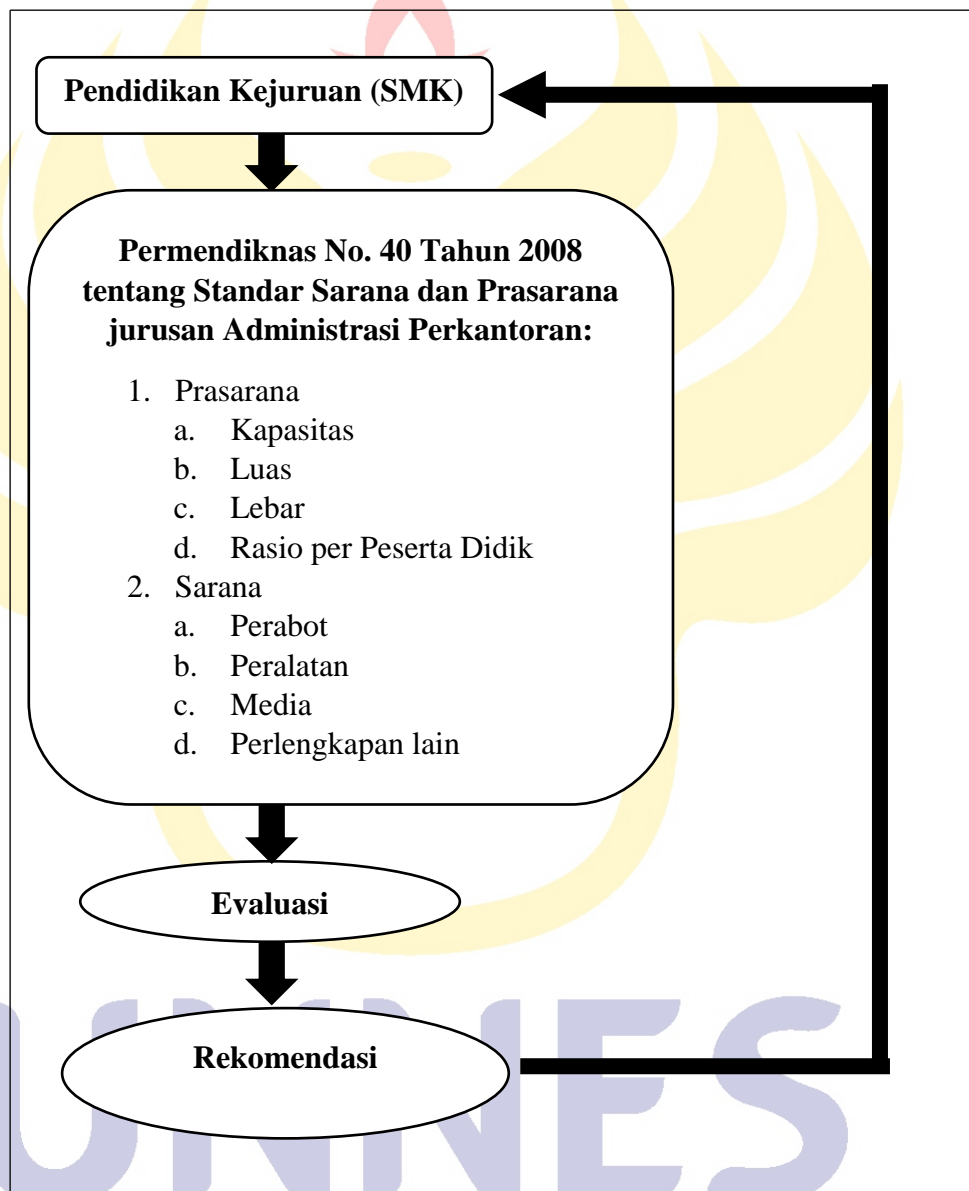 Pendidikan Kejuruan (SMK)
Permendiknas No. 40 Tahun 2008
tentang Standar Sarana dan Prasarana
jurusan Administrasi Perkantoran:
1. Prasarana
a. Kapasitas
b. Luas
c. Lebar
d. Rasio per Peserta Didik
2. Sarana
a. Perabot
b. Peralatan
c. Media
d. Perlengkapan lain
Evaluasi
Rekomendasi
UNNES